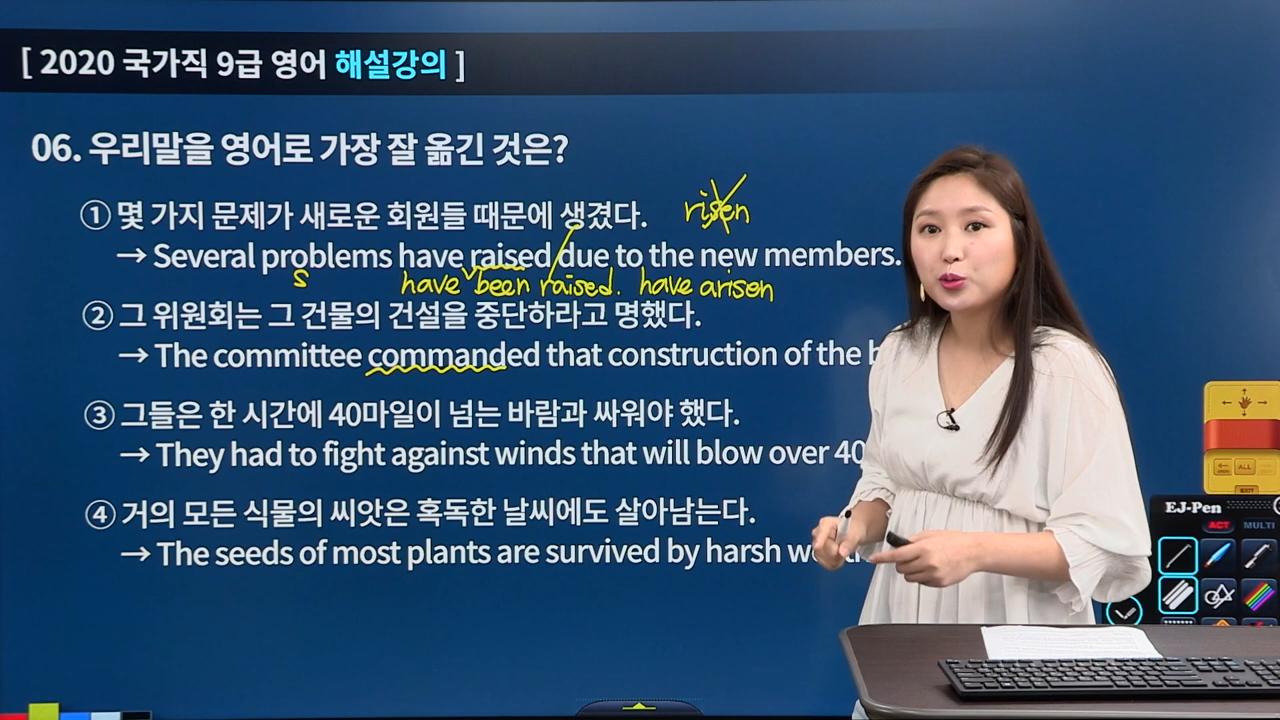 [ 2020 국가직 9급 영어 해설강의 ]
06. 우리말을 영어로 가장 잘 옮긴 것은?
① 몇 가지 문제가 새로운 회원들 때문에 생겼다. risen
→ Several problems have raised due to the new members.
s have been raised. have arisen
② 그 위원회는 그 건물의 건설을 중단하라고 명했다.
→ The committee commanded that construction of the b
③ 그들은 한 시간에 40마일이 넘는 바람과 싸워야 했다.
→ They had to fight against winds that will blow over 40
④ 거의 모든 식물의 씨앗은 혹독한 날씨에도 살아남는다.
→ The seeds of most plants are survived by harsh
ALL
EXIT
EJ-Pen
ACT MULTI